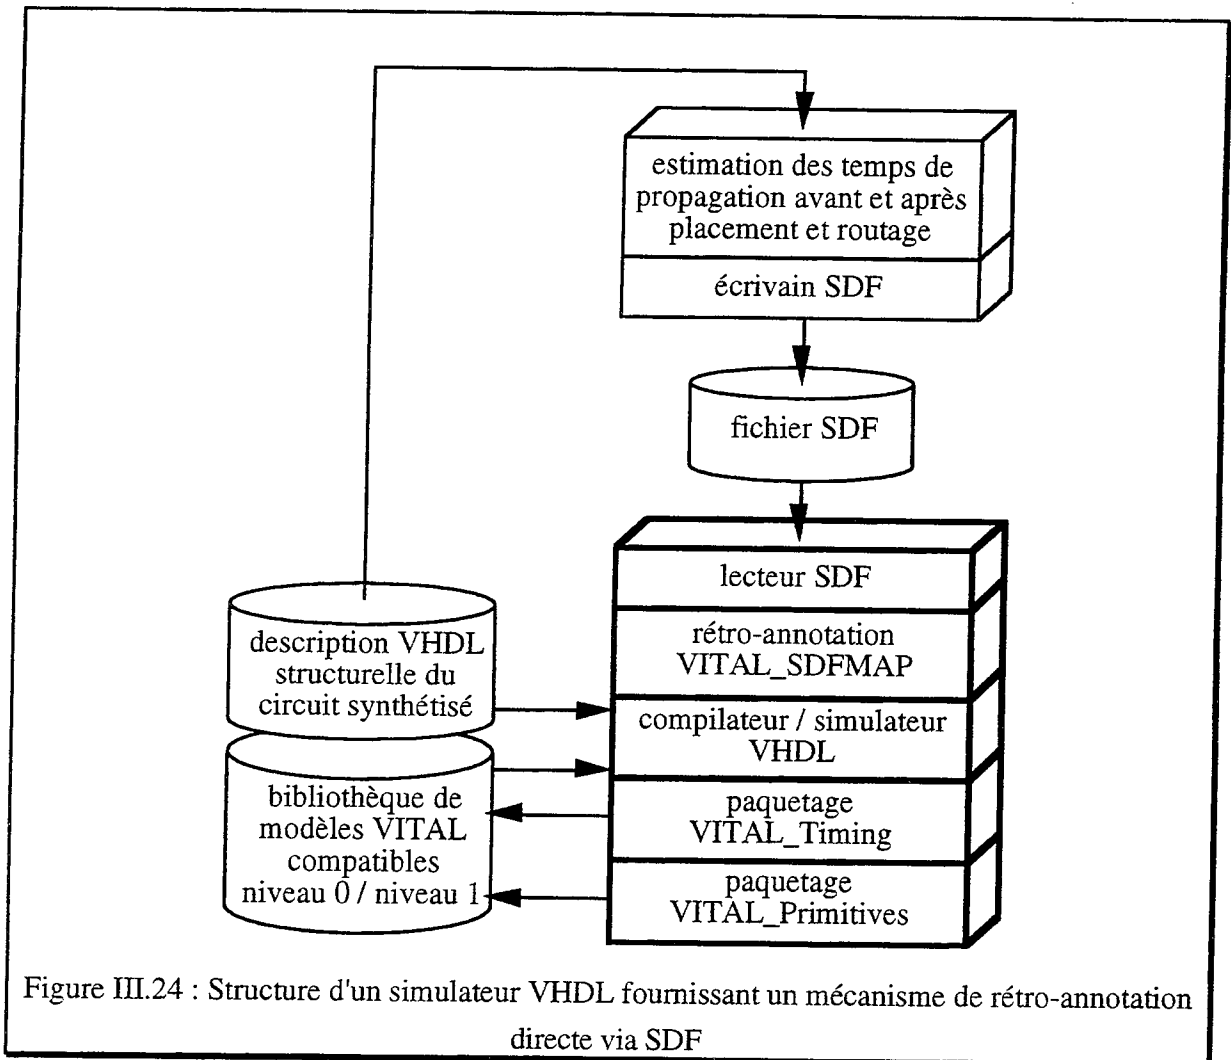 estimation des temps de
propagation avant et après
placement et routage
écrivain SDF
fichier SDF
lecteur SDF
rétro-annotation
VITAL_SDFMAP
description VHDL
structurelle du
circuit synthétisé
compilateur / simulateur
VHDL
bibliothèque de
modèles VITAL
compatibles
niveau 0 / niveau 1
paquetage
VITAL_Timing
paquetage
VITAL_Primitives
Figure III.24 : Structure d'un simulateur VHDL fournissant un mécanisme de rétro-annotation
directe via SDF